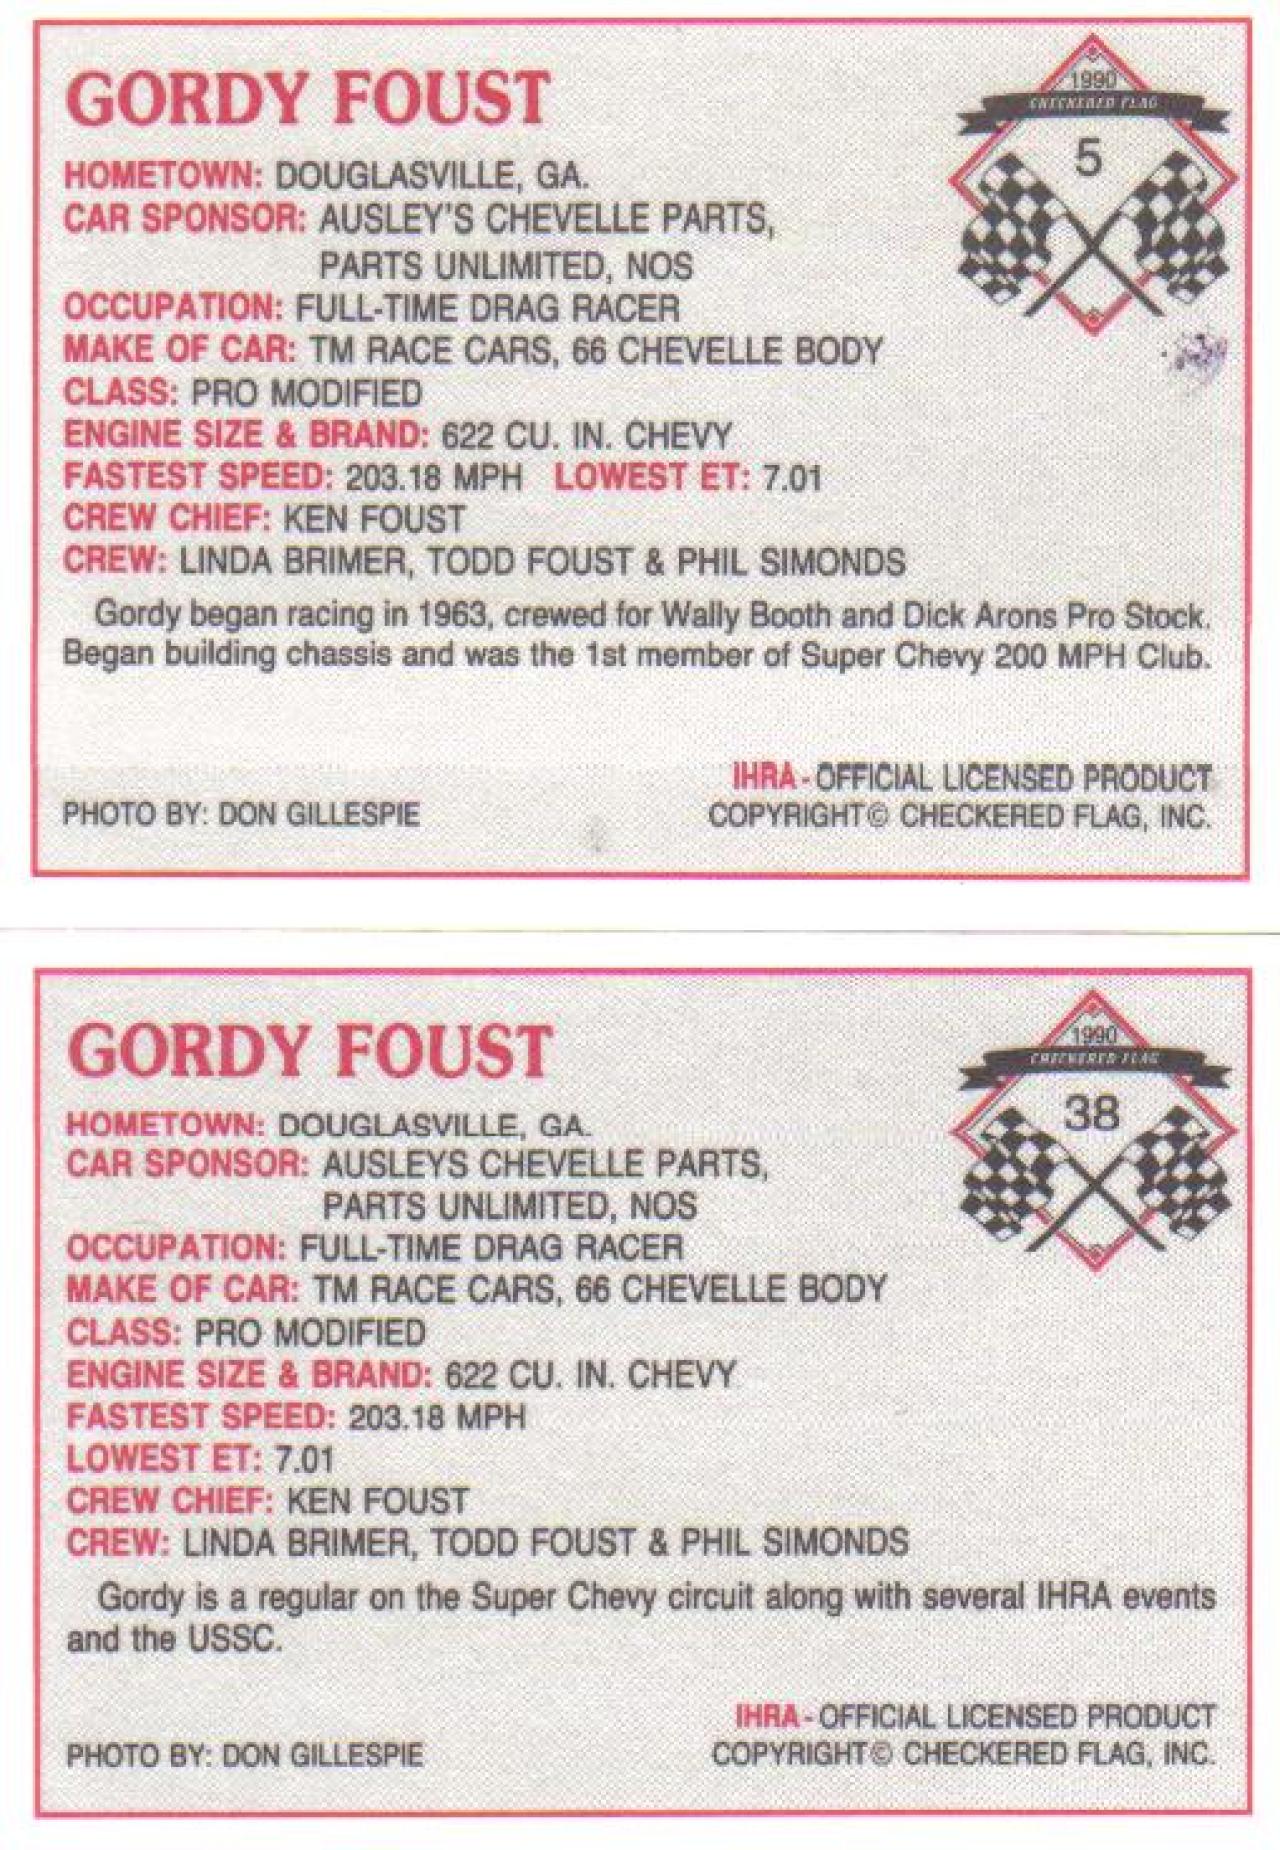 GORDY FOUST
1990
CHECKERED FLAG
5
HOMETOWN: DOUGLASVILLE, GA.
CAR SPONSOR: AUSLEY'S CHEVELLE PARTS,
PARTS UNLIMITED, NOS
OCCUPATION: FULL-TIME DRAG RACER
MAKE OF CAR: TM RACE CARS, 66 CHEVELLE BODY
CLASS: PRO MODIFIED
ENGINE SIZE & BRAND: 622 CU. IN. CHEVY
FASTEST SPEED: 203.18 MPH LOWEST ET: 7.01
CREW CHIEF: KEN FOUST
CREW: LINDA BRIMER, TODD FOUST & PHIL SIMONDS
Gordy began racing in 1963, crewed for Wally Booth and Dick Arons Pro Stock.
Began building chassis and was the 1st member of Super Chevy 200 MPH Club.
IHRA - OFFICIAL LICENSED PRODUCT
PHOTO BY: DON GILLESPIE COPYRIGHT© CHECKERED FLAG, INC.
GORDY FOUST
1990
CHECKERED FLAG
38
HOMETOWN: DOUGLASVILLE, GA.
CAR SPONSOR: AUSLEYS CHEVELLE PARTS,
PARTS UNLIMITED, NOS
OCCUPATION: FULL-TIME DRAG RACER
MAKE OF CAR: TM RACE CARS, 66 CHEVELLE BODY
CLASS: PRO MODIFIED
ENGINE SIZE & BRAND: 622 CU. IN. CHEVY
FASTEST SPEED: 203.18 MPH
LOWEST ET: 7.01
CREW CHIEF: KEN FOUST
CREW: LINDA BRIMER, TODD FOUST & PHIL SIMONDS
Gordy is a regular on the Super Chevy circuit along with several IHRA events
and the USSC.
IHRA - OFFICIAL LICENSED PRODUCT
PHOTO BY: DON GILLESPIE COPYRIGHT© CHECKERED FLAG, INC.